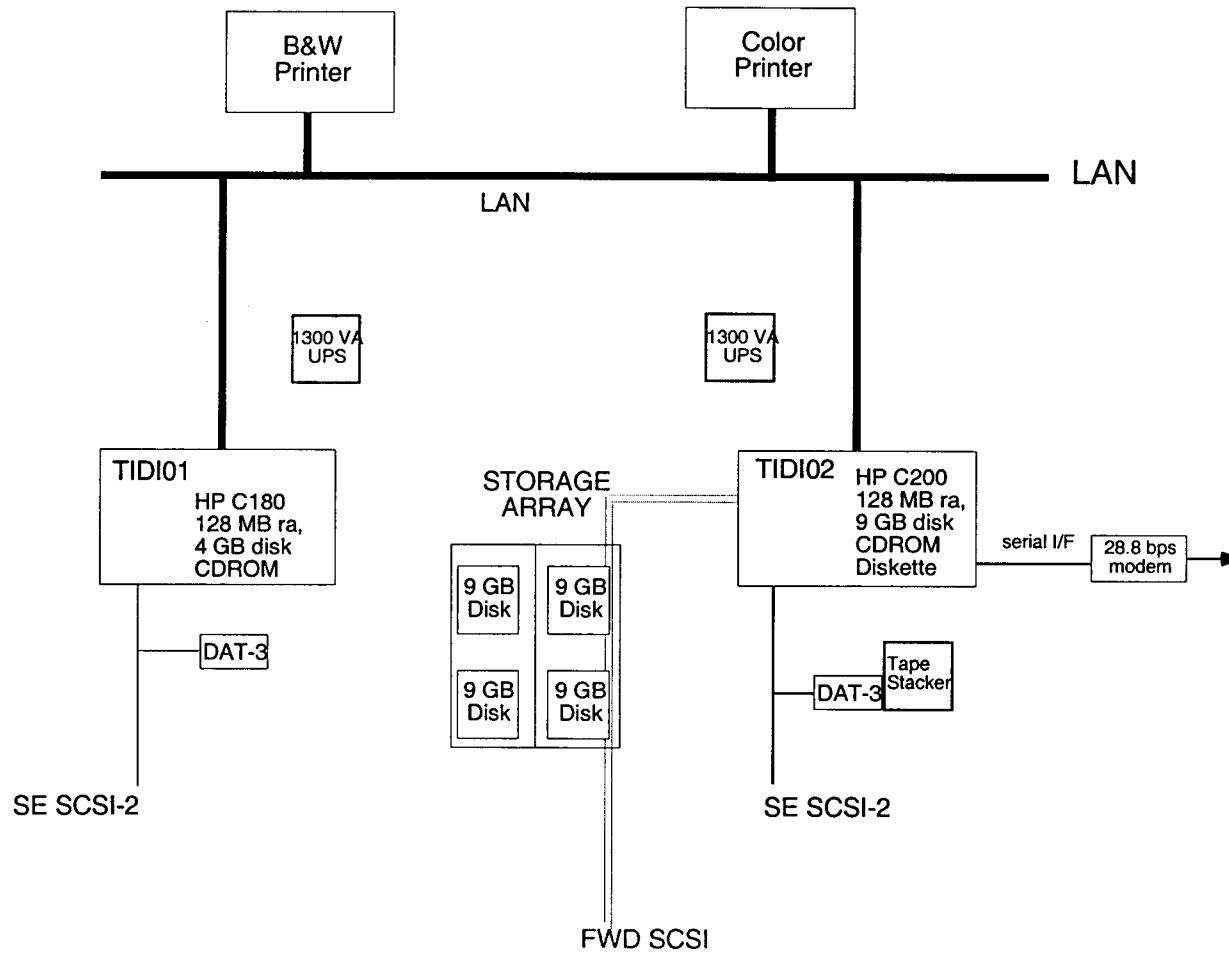 B&W
Printer
Color
Printer
LAN
LAN
1300 VA
UPS
1300 VA
UPS
TIDI01
HP C180
128 MB ra,
4 GB disk
CDROM
STORAGE
ARRAY
TIDI02
HP C200
128 MB ra,
9 GB disk
CDROM
Diskette
serial I/F
28.8 bps
modem
9 GB
Disk
9 GB
Disk
9 GB
Disk
9 GB
Disk
DAT-3
DAT-3
Tape
Stacker
SE SCSI-2
SE SCSI-2
FWD SCSI